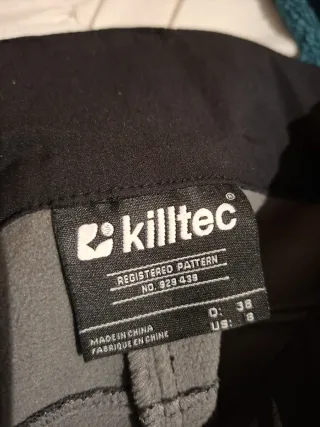 killtec®
REGISTERED PATTERN
NO. 929 439
D: 38
US: 8
MADE IN CHINA
FABRIQUE EN CHINE